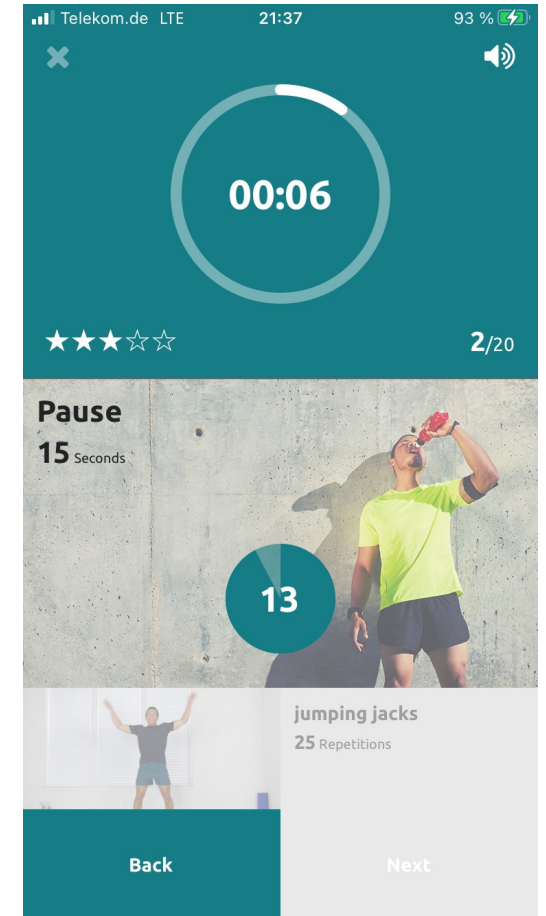 Telekom.de LTE 21:37 93 %
00:06
2/20
Pause
15 Seconds
13
jumping jacks
25 Repetitions
Back Next